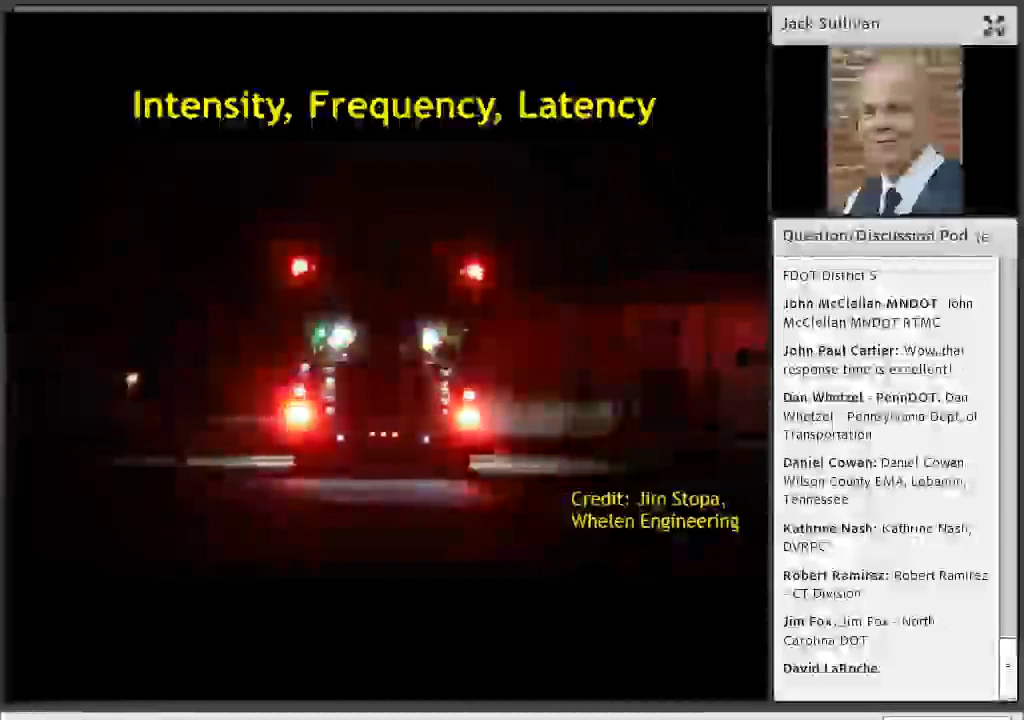 Intensity, Frequency, Latency
Credit: Jim Stopa,
Whelen Engineering
Jack Sullivan
Question/Discussion Pod (6
FDOT District 5
John McClellan MNDOT John
McClellan MNDOT RTMC
John Paul Cartier: Wow, that
response time is excellent!
Dan Whetzel - PennDOT: Dan
Whetzel - Pennsylvania Dept. of
Transportation
Daniel Cowan: Daniel Cowan
Wilson County EMA, Lebanon,
Tennessee
Kathrine Nash: Kathrine Nash,
DVRPC
Robert Ramirez: Robert Ramirez
- CT Division
Jim Fox: Jim Fox - North
Carolina DOT
David LaRoche: